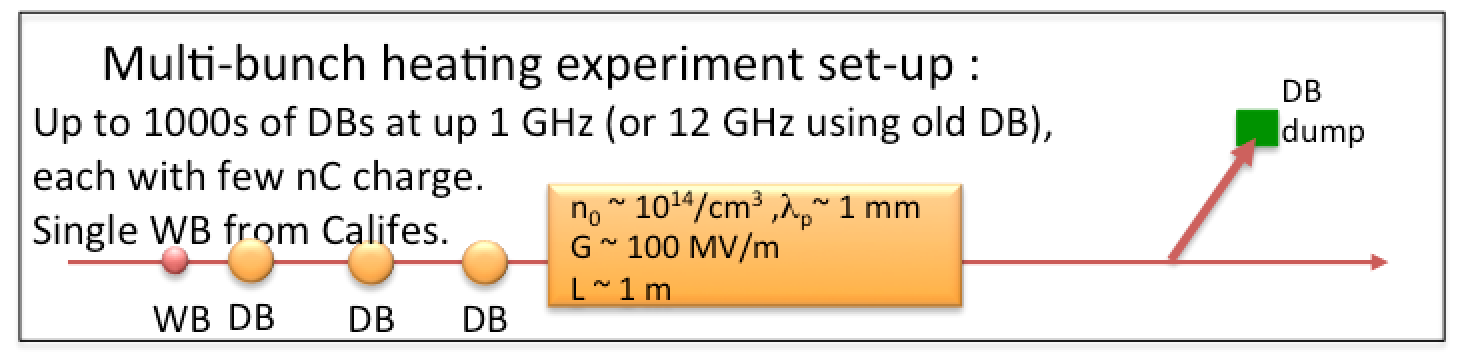 Multi-bunch heating experiment set-up :
Up to 1000s of DBs at up 1 GHz (or 12 GHz using old DB),
each with few nC charge.
Single WB from Califes.
n₀ ~ 10¹⁴/cm³ ,λₚ~ 1 mm
G ~ 100 MV/m
L ~ 1 m
WB DB DB DB
DB
dump